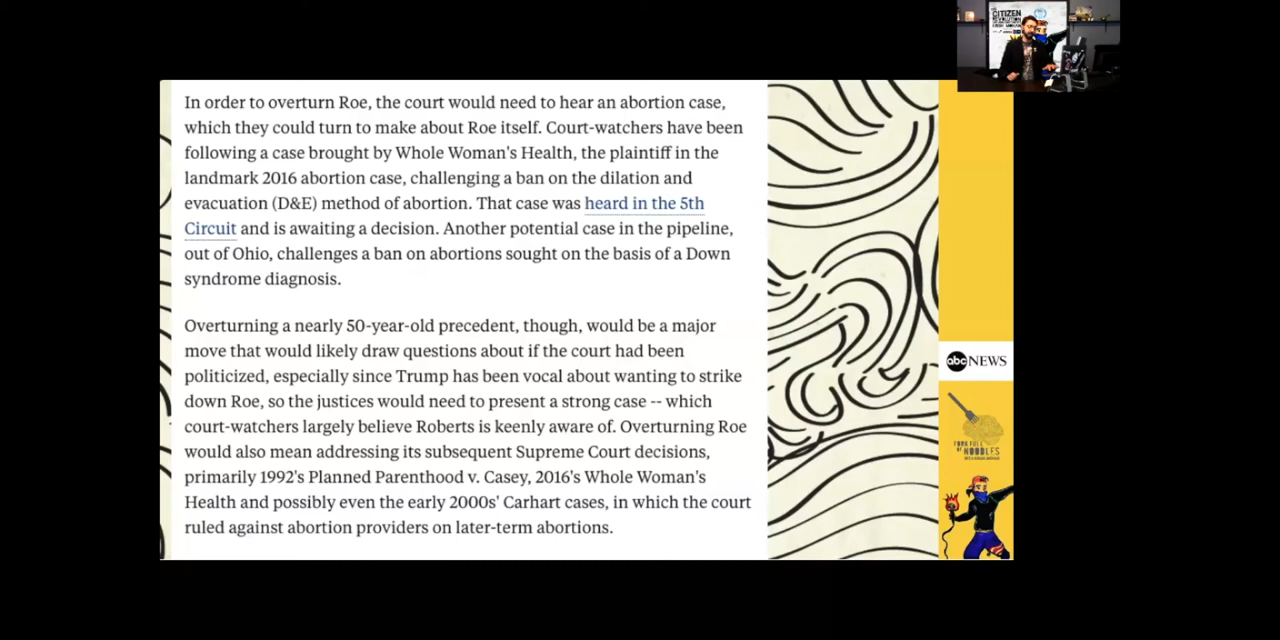 CITIZEN
REVOLUTION
In order to overturn Roe, the court would need to hear an abortion case,
which they could turn to make about Roe itself. Court-watchers have been
following a case brought by Whole Woman's Health, the plaintiff in the
landmark 2016 abortion case, challenging a ban on the dilation and
evacuation (D&E) method of abortion. That case was heard in the 5th
Circuit and is awaiting a decision. Another potential case in the pipeline,
out of Ohio, challenges a ban on abortions sought on the basis of a Down
syndrome diagnosis.
Overturning a nearly 50-year-old precedent, though, would be a major
move that would likely draw questions about if the court had been
politicized, especially since Trump has been vocal about wanting to strike
down Roe, so the justices would need to present a strong case -- which
court-watchers largely believe Roberts is keenly aware of. Overturning Roe
would also mean addressing its subsequent Supreme Court decisions,
primarily 1992's Planned Parenthood v. Casey, 2016's Whole Woman's
Health and possibly even the early 2000s' Carhart cases, in which the court
ruled against abortion providers on later-term abortions.
abc NEWS
FORK FULL
OF NOODLES